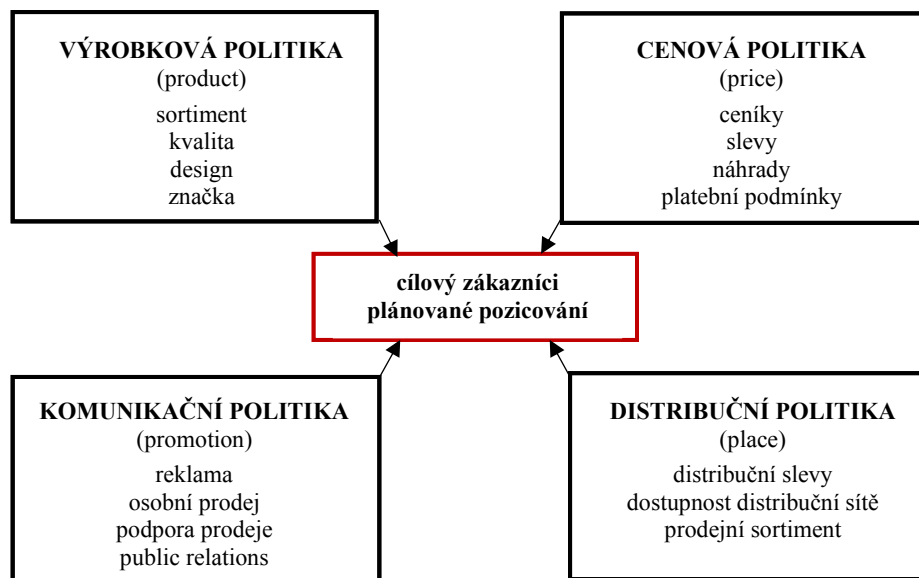 VÝROBKOVÁ POLITIKA
(product)
sortiment
kvalita
design
značka
CENOVÁ POLITIKA
(price)
ceníky
slevy
náhrady
platební podmínky
cílový zákazníci
plánované pozicování
KOMUNIKAČNÍ POLITIKA
(promotion)
reklama
osobní prodej
podpora prodeje
public relations
DISTRIBUČNÍ POLITIKA
(place)
distribuční slevy
dostupnost distribuční sítě
prodejní sortiment